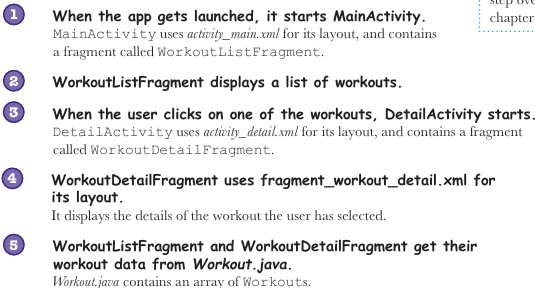 step ove
chapter
1 When the app gets launched, it starts MainActivity.
MainActivity uses activity_main.xml for its layout, and contains
a fragment called WorkoutListFragment.
2 WorkoutListFragment displays a list of workouts.
3 When the user clicks on one of the workouts, DetailActivity starts.
DetailActivity uses activity_detail.xml for its layout, and contains a fragment
called WorkoutDetailFragment.
4 WorkoutDetailFragment uses fragment_workout_detail.xml for
its layout.
It displays the details of the workout the user has selected.
5 WorkoutListFragment and WorkoutDetailFragment get their
workout data from Workout.java.
Workout.java contains an array of Workouts.